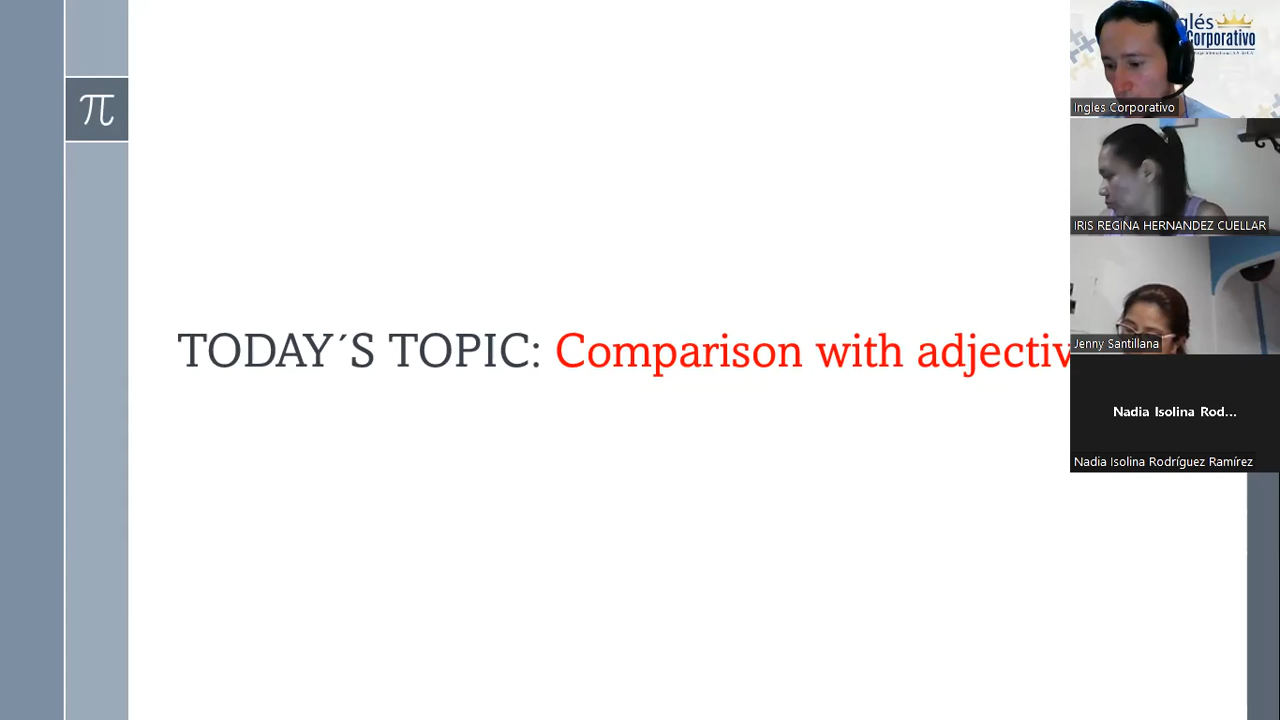 π
TODAY´S TOPIC: Comparison with adjectiv
glés
Corporativo
Ingles Corporativo
IRIS REGINA HERNANDEZ CUELLAR
Jenny Santillana
Nadia Isolina Rod...
Nadia Isolina Rodríguez Ramírez